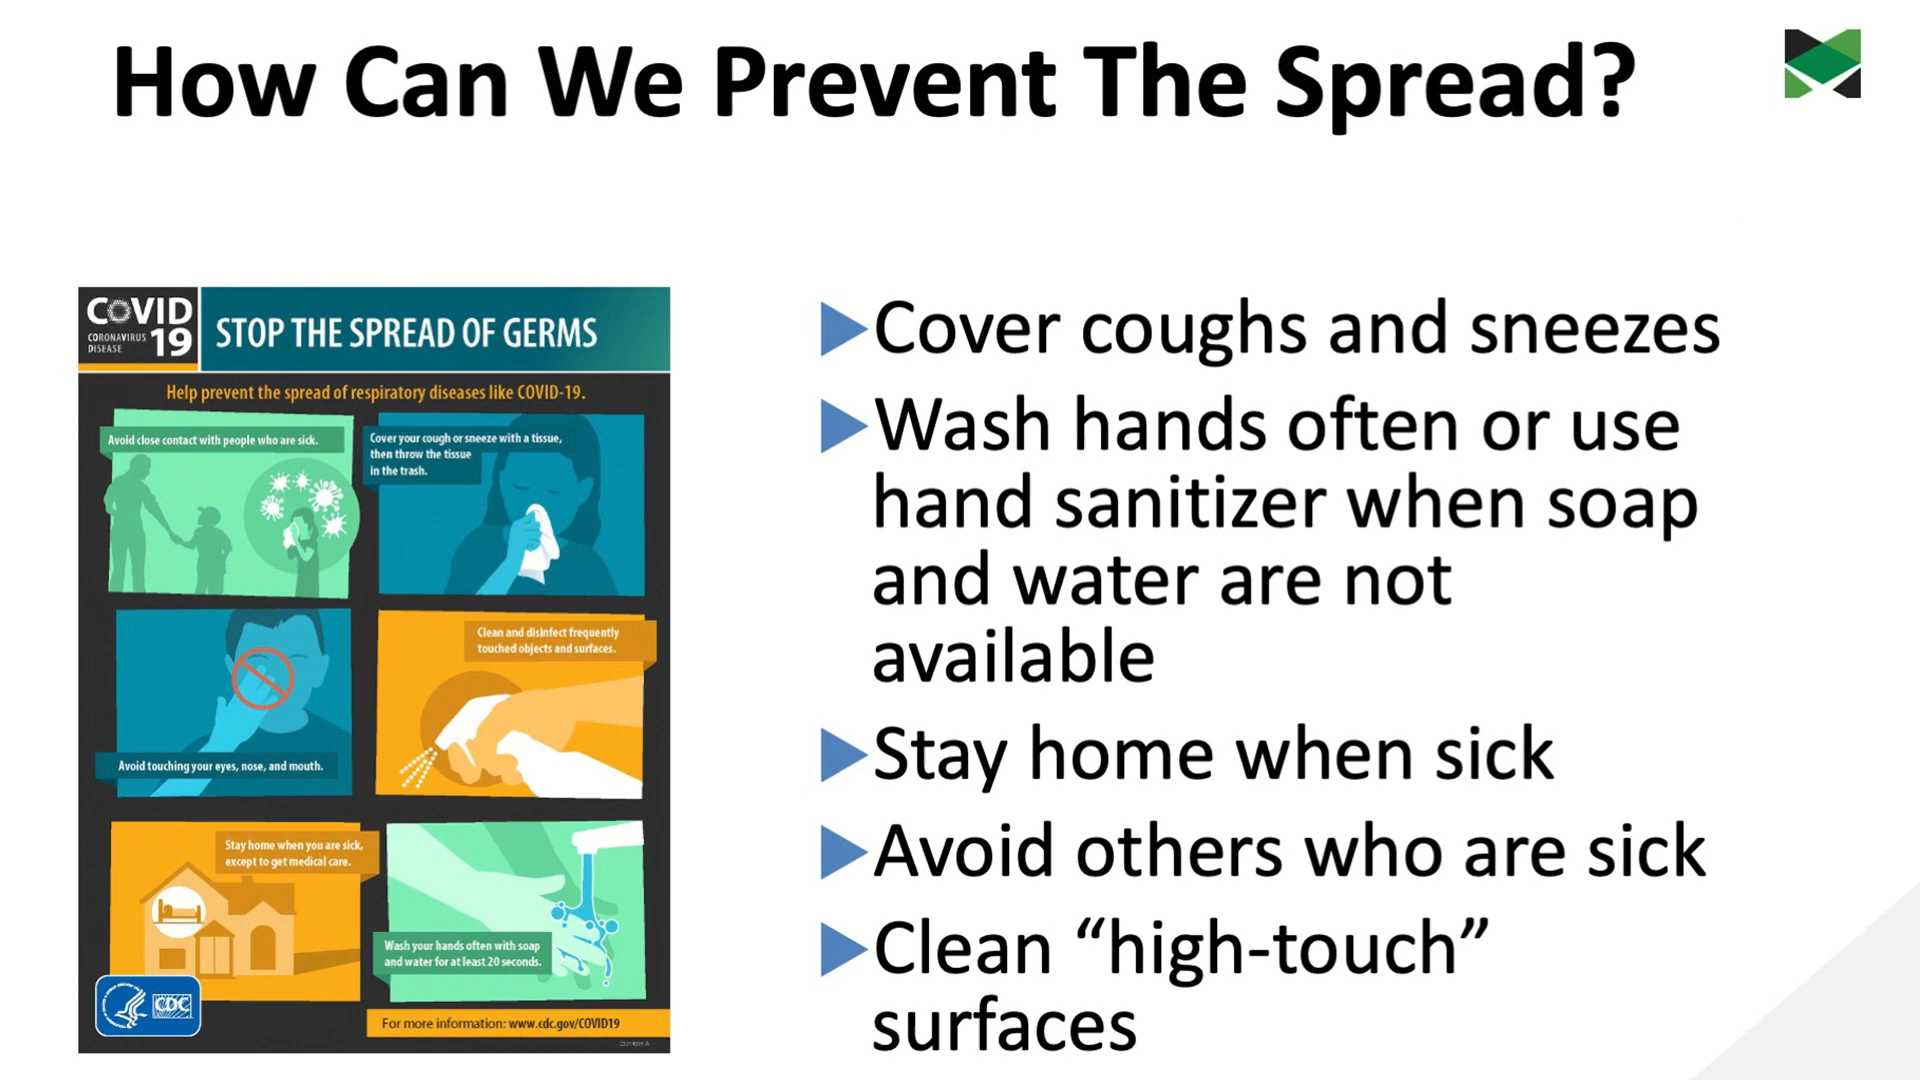 How Can We Prevent The Spread?
COVID
CORONAVIRUS
DISEASE
19
STOP THE SPREAD OF GERMS
Help prevent the spread of respiratory diseases like COVID-19.
Avoid close contact with people who are sick.
Cover your cough or sneeze with a tissue,
then throw the tissue
in the trash.
Avoid touching your eyes, nose, and mouth.
Clean and disinfect frequently
touched objects and surfaces.
Stay home when you are sick,
except to get medical care.
Wash your hands often with soap
and water for at least 20 seconds.
CDC
For more information: www.cdc.gov/COVID19
Cover coughs and sneezes
Wash hands often or use
hand sanitizer when soap
and water are not
available
Stay home when sick
Avoid others who are sick
Clean “high-touch”
surfaces